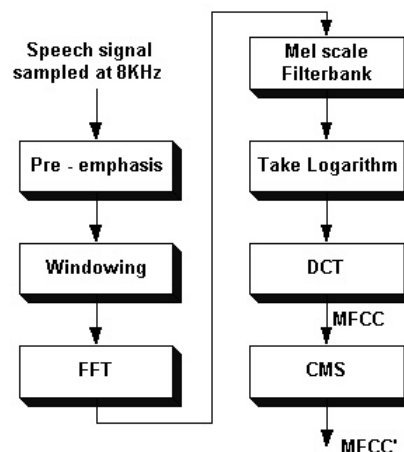 Speech signal
sampled at 8KHz
Pre - emphasis
Windowing
FFT
Mel scale
Filterbank
Take Logarithm
DCT
MFCC
CMS
MFCC'